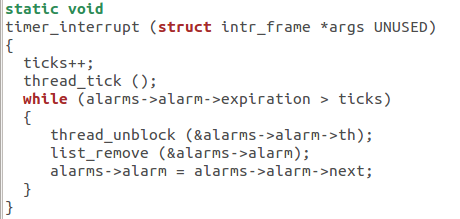 static void
timer_interrupt (struct intr_frame *args UNUSED)
{
  ticks++;
  thread_tick ();
  while (alarms->alarm->expiration > ticks)
  {
     thread_unblock (&alarms->alarm->th);
     list_remove (&alarms->alarm);
     alarms->alarm = alarms->alarm->next;
  }
}